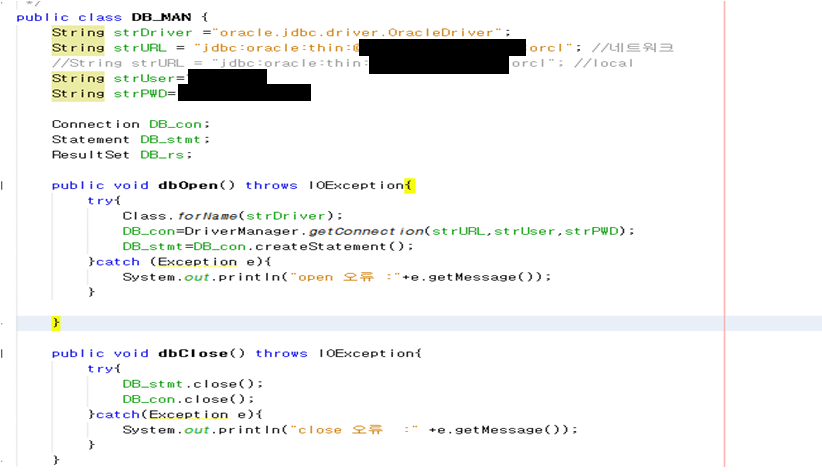 */
public class DB_MAN {
String strDriver ="oracle.jdbc.driver.OracleDriver";
String strURL = "jdbc:oracle:thin:@ orcl"; //네트워크
//String strURL = "jdbc:oracle:thin: orcl"; //local
String strUser="
String strPWD=
Connection DB_con;
Statement DB_stmt;
ResultSet DB_rs;
public void dbOpen() throws IOException{
try{
Class.forName(strDriver);
DB_con=DriverManager.getConnection(strURL,strUser,strPWD);
DB_stmt=DB_con.createStatement();
}catch (Exception e){
System.out.println("open 오류 :"+e.getMessage());
}
}
public void dbClose() throws IOException{
try{
DB_stmt.close();
DB_con.close();
}catch(Exception e){
System.out.println("close 오류  :" +e.getMessage());
}
}